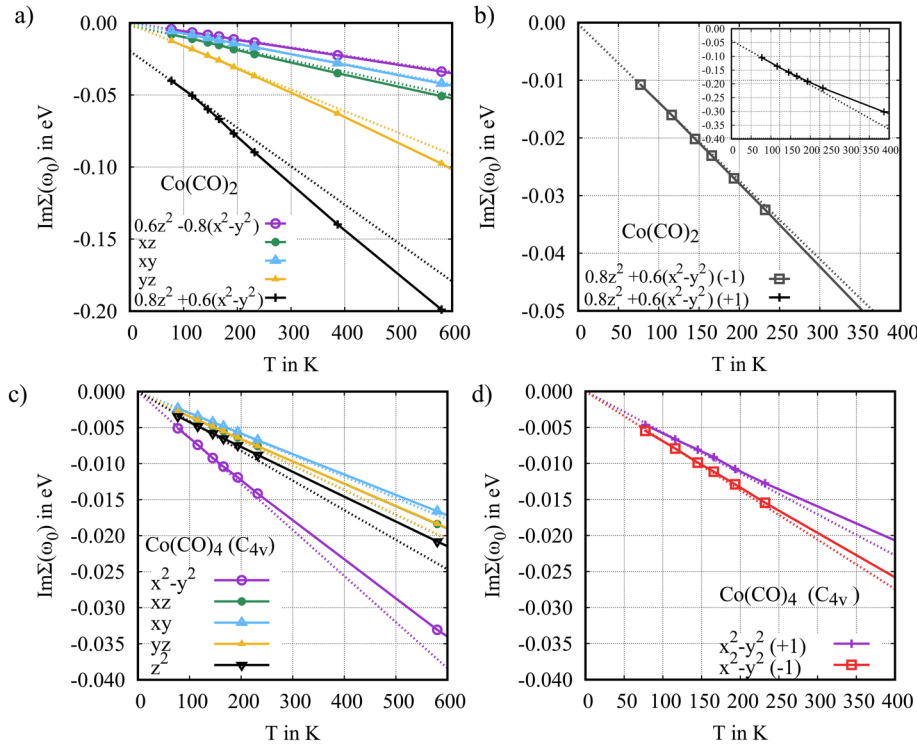 a)
0.00
-0.05
-0.10
-0.15
-0.20
ImΣ(ω₀) in eV
Co(CO)₂
0.6z² -0.8(x²-y²)
xz
xy
yz
0.8z² +0.6(x²-y²)
0 100 200 300 400 500 600
T in K
b)
0.00
-0.01
-0.02
-0.03
-0.04
-0.05
ImΣ(ω₀) in eV
0.00
-0.05
-0.10
-0.15
-0.20
-0.25
-0.30
-0.35
-0.40
0 50 100 150 200 250 300 350 400
Co(CO)₂
0.8z² +0.6(x²-y²) (-1)
0.8z² +0.6(x²-y²) (+1)
0 50 100 150 200 250 300 350 400
T in K
c)
0.000
-0.005
-0.010
-0.015
-0.020
-0.025
-0.030
-0.035
-0.040
ImΣ(ω₀) in eV
Co(CO)₄ (C₄ᵥ)
x²-y²
xz
xy
yz
z²
0 100 200 300 400 500 600
T in K
d)
0.000
-0.005
-0.010
-0.015
-0.020
-0.025
-0.030
-0.035
-0.040
ImΣ(ω₀) in eV
Co(CO)₄ (C₄ᵥ)
x²-y² (+1)
x²-y² (-1)
0 50 100 150 200 250 300 350 400
T in K